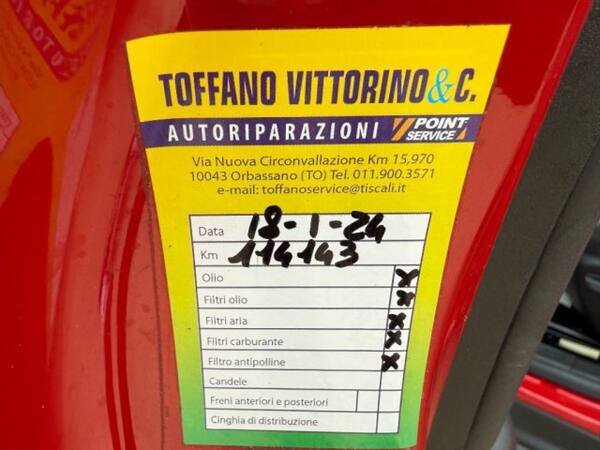 TOFFANO VITTORINO & C.
AUTORIPARAZIONI POINT SERVICE
Via Nuova Circonvallazione Km 15,970
10043 Orbassano (TO) Tel. 011.900.3571
e-mail: toffanoservice@tiscali.it
Data 18-1-24
Km 114143
Olio x
Filtri olio x
Filtri aria x
Filtri carburante x
Filtro antipolline x
Candele
Freni anteriori e posteriori
Cinghia di distribuzione